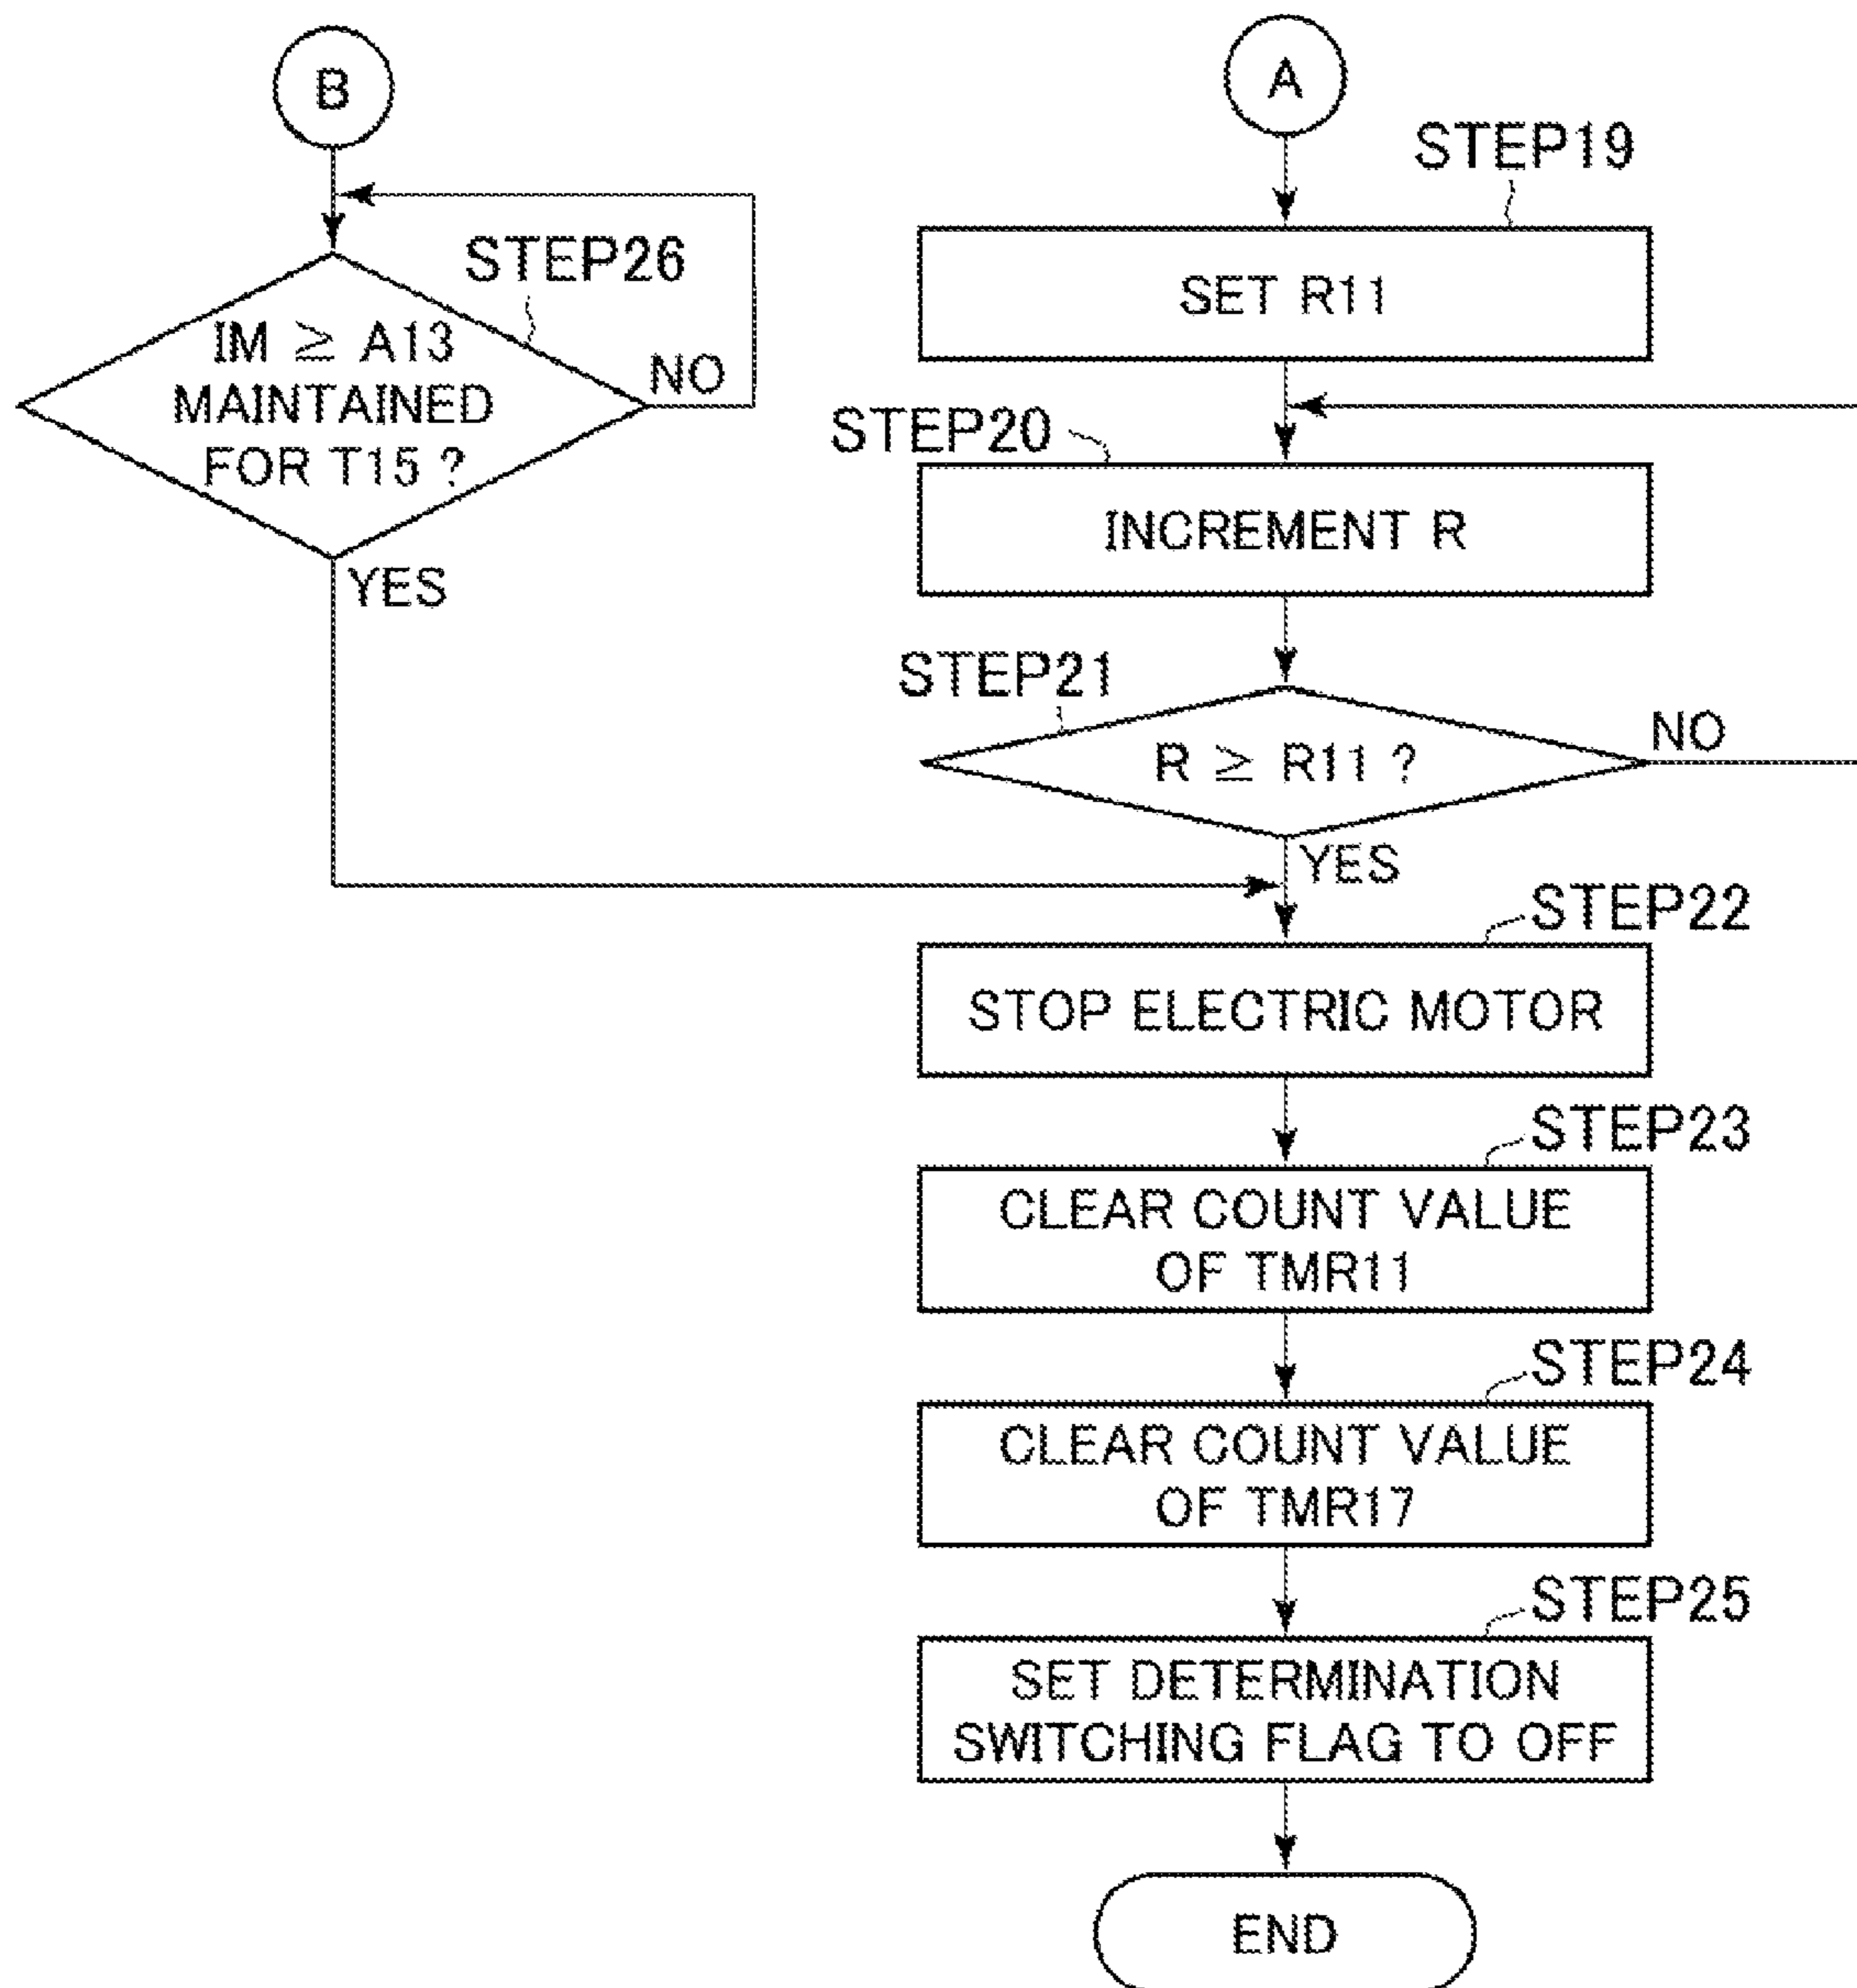 B
STEP26
IM ≧ A13
MAINTAINED
FOR T15 ?
NO
YES
A
STEP19
SET R11
STEP20
INCREMENT R
STEP21
R ≧ R11 ?
NO
YES
STEP22
STOP ELECTRIC MOTOR
STEP23
CLEAR COUNT VALUE
OF TMR11
STEP24
CLEAR COUNT VALUE
OF TMR17
STEP25
SET DETERMINATION
SWITCHING FLAG TO OFF
END